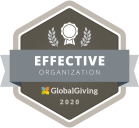 EFFECTIVE
ORGANIZATION
GlobalGiving
2020